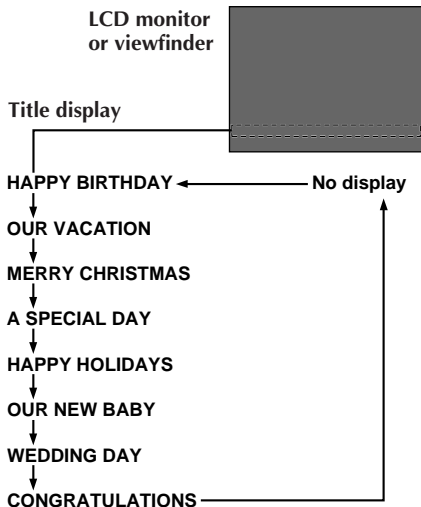 LCD monitor
or viewfinder
Title display
HAPPY BIRTHDAY
No display
OUR VACATION
MERRY CHRISTMAS
A SPECIAL DAY
HAPPY HOLIDAYS
OUR NEW BABY
WEDDING DAY
CONGRATULATIONS